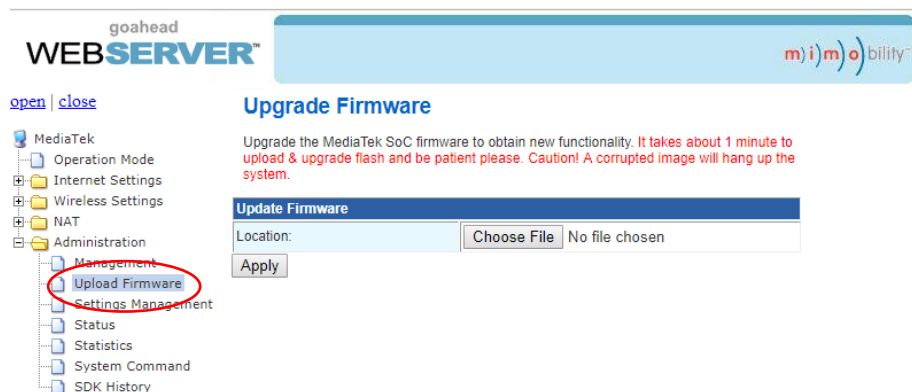 goahead
WEBSERVER™
m)i)m)o)bility™
open | close
MediaTek
Operation Mode
Internet Settings
Wireless Settings
NAT
Administration
Management
Upload Firmware
Settings Management
Status
Statistics
System Command
SDK History
Upgrade Firmware
Upgrade the MediaTek SoC firmware to obtain new functionality. It takes about 1 minute to
upload & upgrade flash and be patient please. Caution! A corrupted image will hang up the
system.
Update Firmware
Location: Choose File No file chosen
Apply